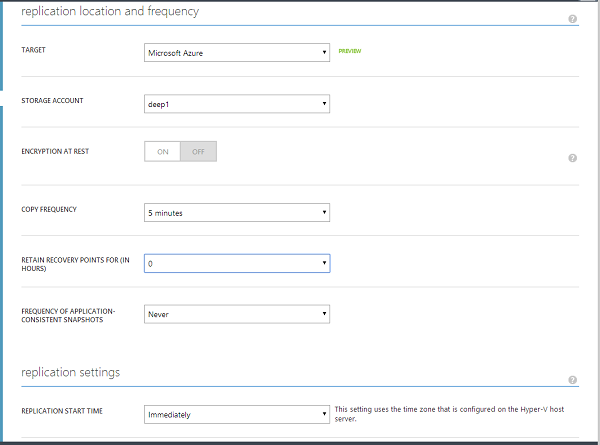 replication location and frequency
?
TARGET
Microsoft Azure
PREVIEW
STORAGE ACCOUNT
deep1
ENCRYPTION AT REST
ON
OFF
?
COPY FREQUENCY
5 minutes
RETAIN RECOVERY POINTS FOR (IN
HOURS)
0
FREQUENCY OF APPLICATION-
CONSISTENT SNAPSHOTS
Never
replication settings
?
REPLICATION START TIME
Immediately
This setting uses the time zone that is configured on the Hyper-V host
server.